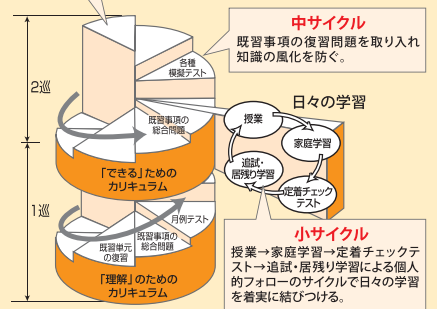 中サイクル
既習事項の復習問題を取り入れ
知識の風化を防ぐ。
各種
模擬テスト
2巡
既習事項の
総合問題
日々の学習
授業
家庭学習
定着チェック
テスト
追試・
居残り学習
「できる」ための
カリキュラム
1巡
月例テスト
既習事項の
総合問題
既習単元
の復習
「理解」のための
カリキュラム
小サイクル
授業→家庭学習→定着チェックテ
スト→追試・居残り学習による個人
的フォローのサイクルで日々の学習
を着実に結びつける。